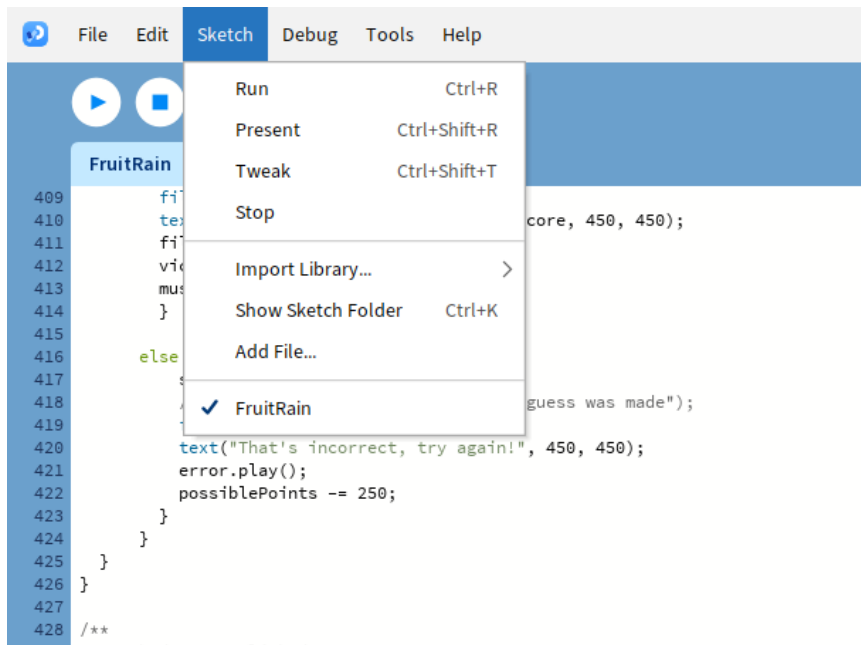 File Edit Sketch Debug Tools Help
Run Ctrl+R
Present Ctrl+Shift+R
Tweak Ctrl+Shift+T
Stop
Import Library...
Show Sketch Folder Ctrl+K
Add File...
FruitRain
FruitRain
409
410 core, 450, 450);
411
412
413
414 }
415
416 else
417
418 guess was made");
419
420 text("That's incorrect, try again!", 450, 450);
421 error.play();
422 possiblePoints -= 250;
423 }
424 }
425 }
426 }
427
428 /**